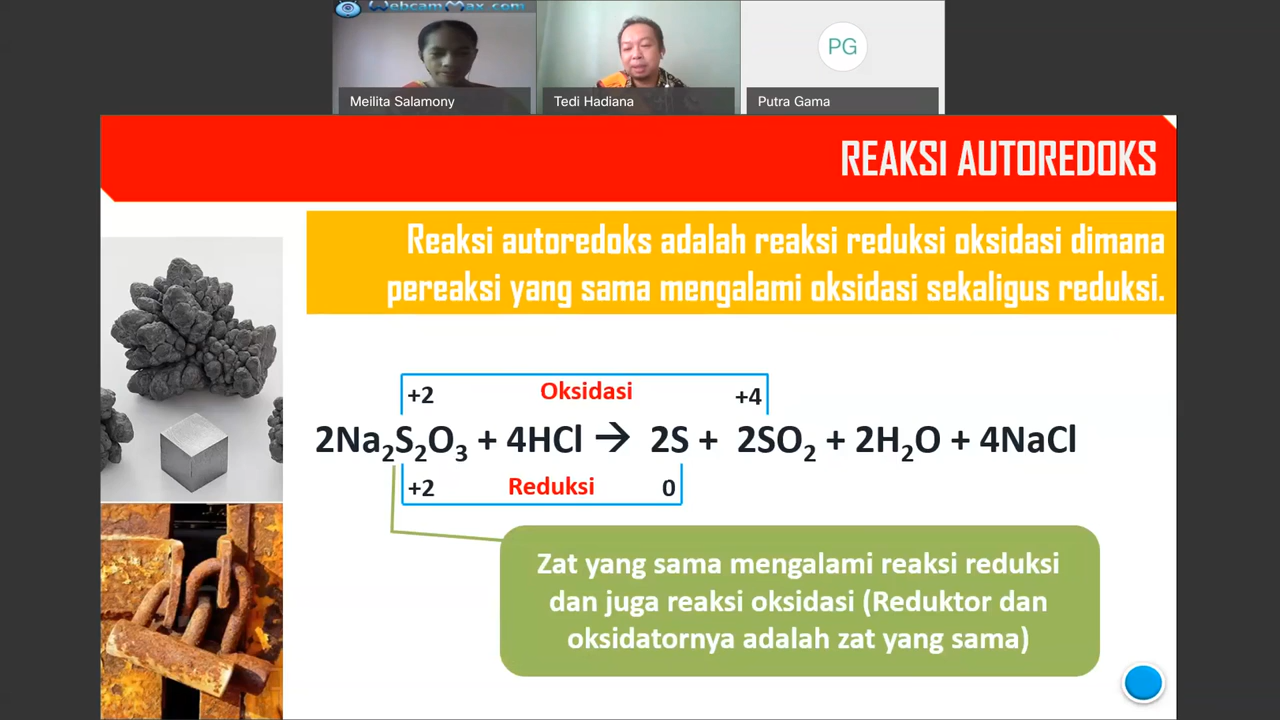 WebcamMax.com
Meilita Salamony
Tedi Hadiana
PG
Putra Gama
REAKSI AUTOREDOKS
Reaksi autoredoks adalah reaksi reduksi oksidasi dimana
pereaksi yang sama mengalami oksidasi sekaligus reduksi.
+2 Oksidasi +4
2Na₂S₂O₃ + 4HCl → 2S + 2SO₂ + 2H₂O + 4NaCl
+2 Reduksi 0
Zat yang sama mengalami reaksi reduksi
dan juga reaksi oksidasi (Reduktor dan
oksidatornya adalah zat yang sama)